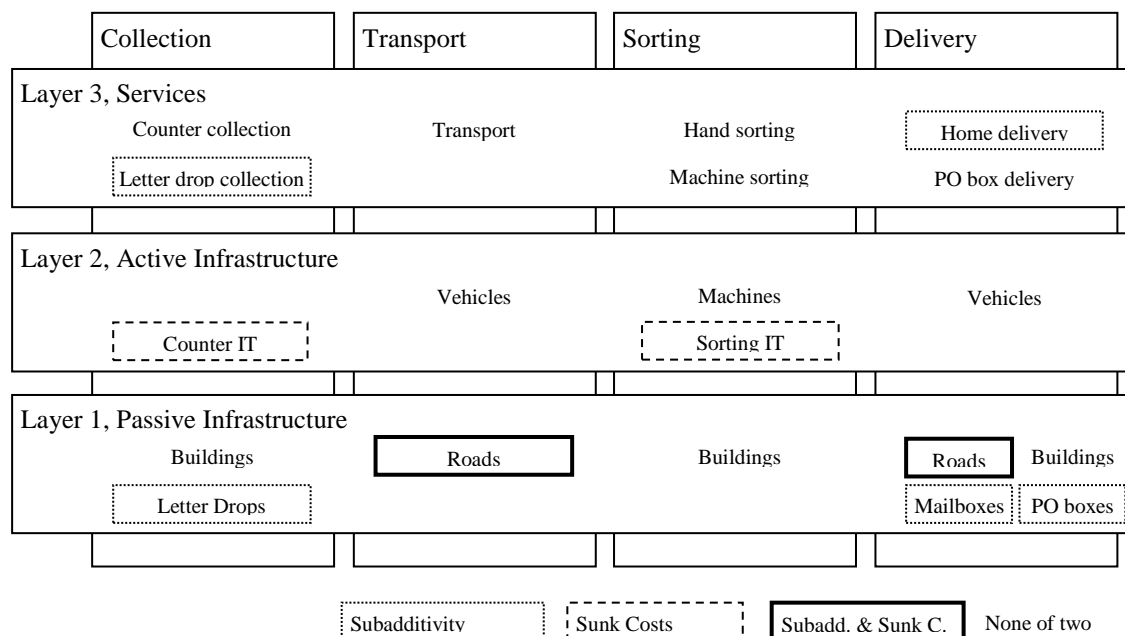 Collection Transport Sorting Delivery
Layer 3, Services
Counter collection Transport Hand sorting Home delivery
Letter drop collection Machine sorting PO box delivery
Layer 2, Active Infrastructure
Vehicles Machines Vehicles
Counter IT Sorting IT
Layer 1, Passive Infrastructure
Buildings Roads Buildings Roads Buildings
Letter Drops Mailboxes PO boxes
Subadditivity Sunk Costs Subadd. & Sunk C. None of two